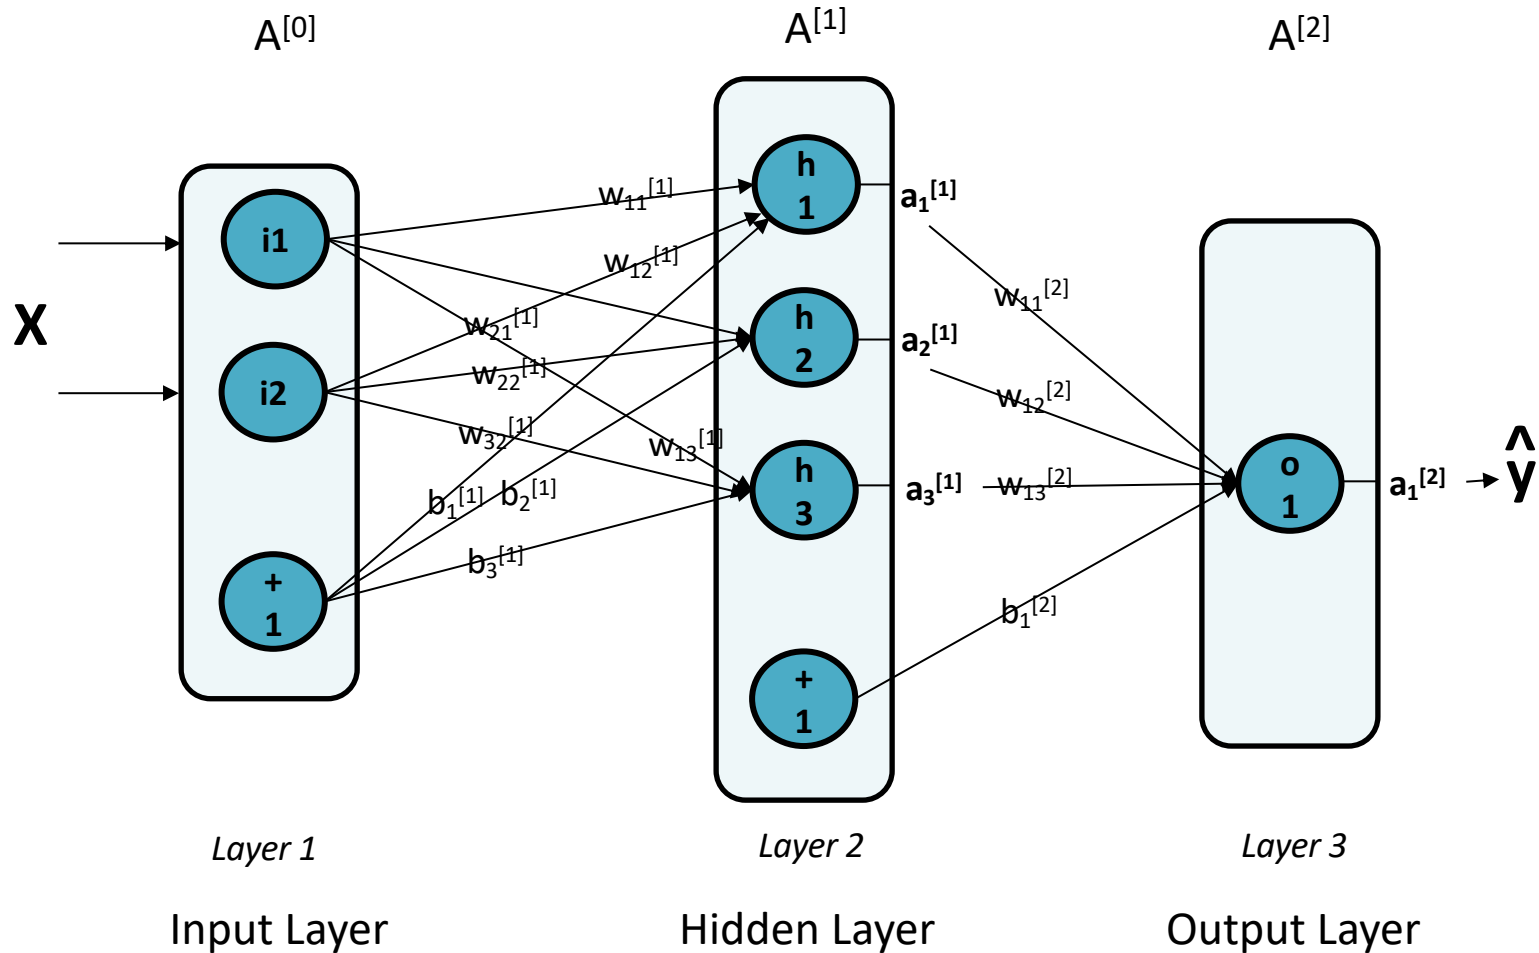 A[0]
A[1]
A[2]
X
i1
i2
+
1
w11[1]
w12[1]
w21[1]
w22[1]
w32[1]
w13[1]
b1[1]
b2[1]
b3[1]
h
1
h
2
h
3
+
1
a1[1]
a2[1]
a3[1]
w11[2]
w12[2]
w13[2]
b1[2]
o
1
a1[2]
ŷ
Layer 1
Layer 2
Layer 3
Input Layer
Hidden Layer
Output Layer